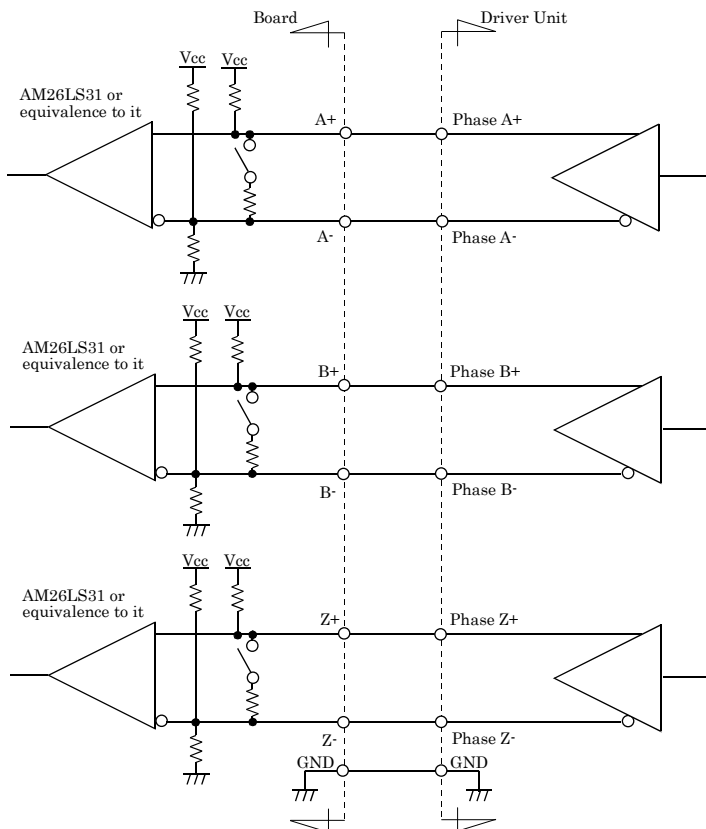 Board Driver Unit
Vcc Vcc
AM26LS31 or
equivalence to it
A+ Phase A+
A- Phase A-
Vcc Vcc
AM26LS31 or
equivalence to it
B+ Phase B+
B- Phase B-
Vcc Vcc
AM26LS31 or
equivalence to it
Z+ Phase Z+
Z- Phase Z-
GND GND